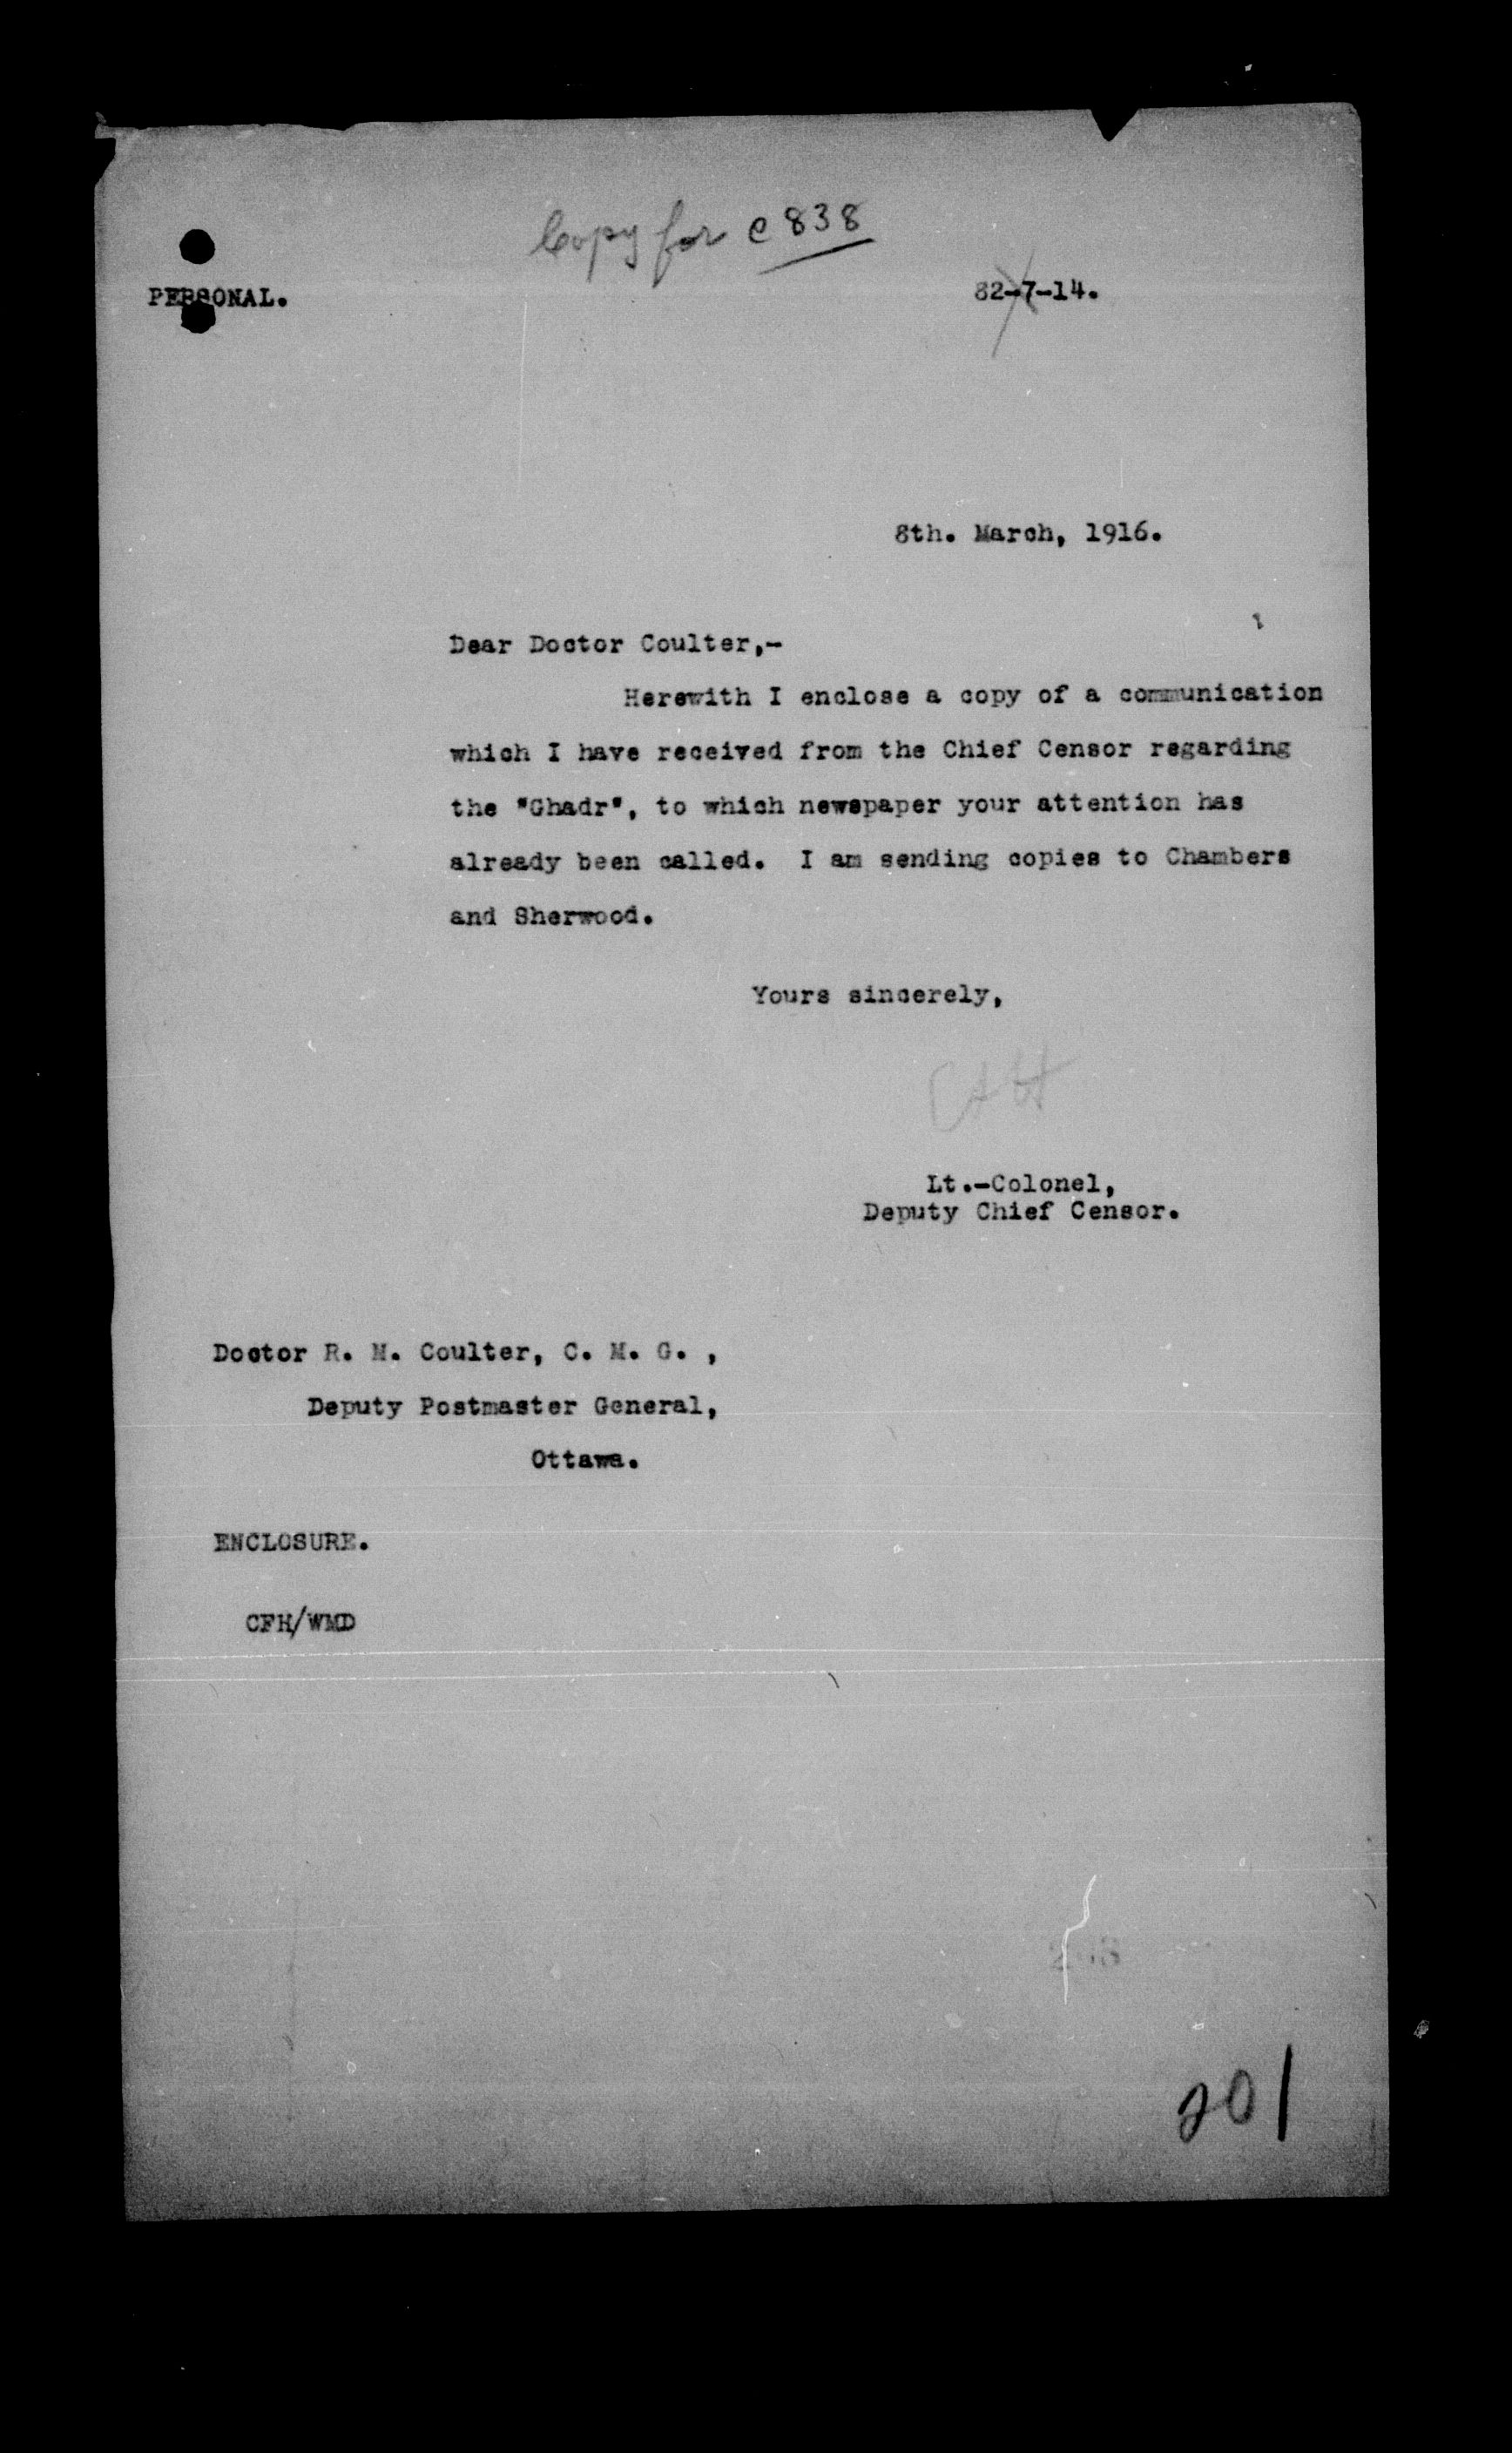 Copy for c 838
PERSONAL.
82-7-14.
8th. March, 1916.
Dear Doctor Coulter,-
Herewith I enclose a copy of a communication
which I have received from the Chief Censor regarding
the "Ghadr", to which newspaper your attention has
already been called. I am sending copies to Chambers
and Sherwood.
Yours sincerely,
Lt.-Colonel,
Deputy Chief Censor.
Doctor R. M. Coulter, C. M. G. ,
Deputy Postmaster General,
Ottawa.
ENCLOSURE.
CFH/WMD
201